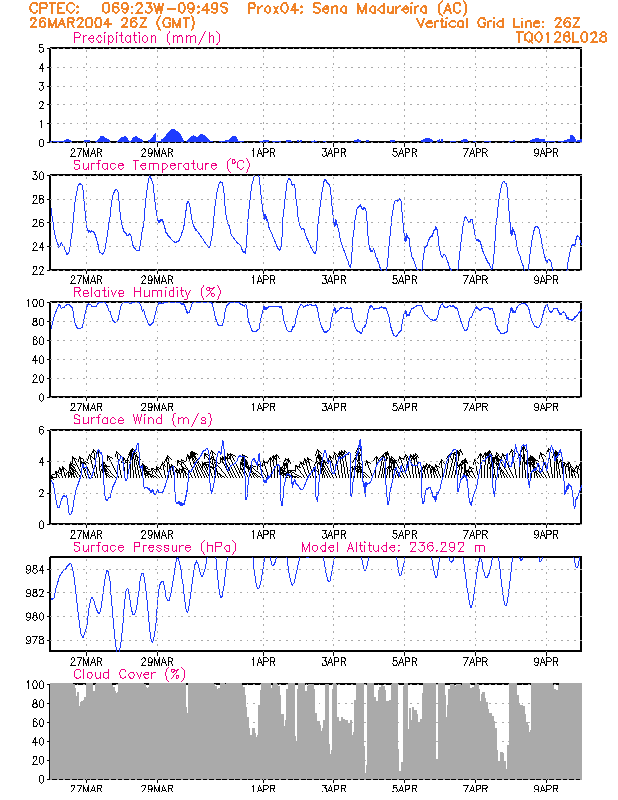 CPTEC: 069:23W-09:49S Prox04: Sena Madureira (AC)
26MAR2004 26Z (GMT) Vertical Grid Line: 26Z
Precipitation (mm/h) TQ0126L028
5
4
3
2
1
0
27MAR 29MAR 1APR 3APR 5APR 7APR 9APR
Surface Temperature (ºC)
30
28
26
24
22
27MAR 29MAR 1APR 3APR 5APR 7APR 9APR
Relative Humidity (%)
100
80
60
40
20
0
27MAR 29MAR 1APR 3APR 5APR 7APR 9APR
Surface Wind (m/s)
6
4
2
0
27MAR 29MAR 1APR 3APR 5APR 7APR 9APR
Surface Pressure (hPa) Model Altitude: 236.292 m
984
982
980
978
27MAR 29MAR 1APR 3APR 5APR 7APR 9APR
Cloud Cover (%)
100
80
60
40
20
0
27MAR 29MAR 1APR 3APR 5APR 7APR 9APR